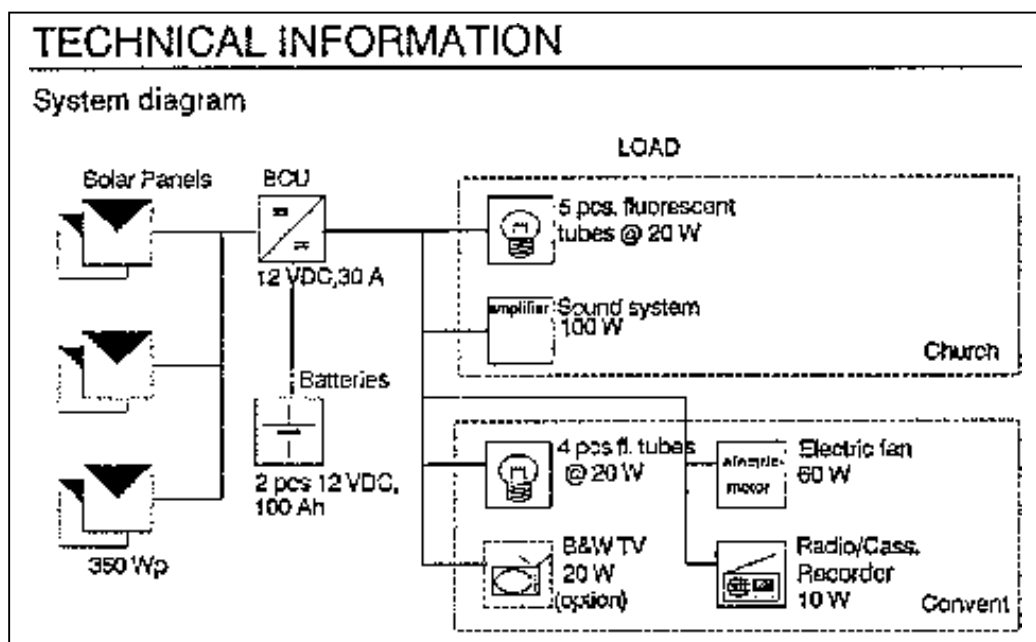 TECHNICAL INFORMATION
System diagram
LOAD
Solar Panels
BCU
12 VDC,30 A
5 pcs. fluorescent
tubes @ 20 W
amplifier
Sound system
100 W
Church
Batteries
2 pcs 12 VDC,
100 Ah
350 Wp
4 pcs fl. tubes
@ 20 W
electric
motor
Electric fan
60 W
B&W TV
20 W
(option)
Radio/Cass.
Recorder
10 W
Convent